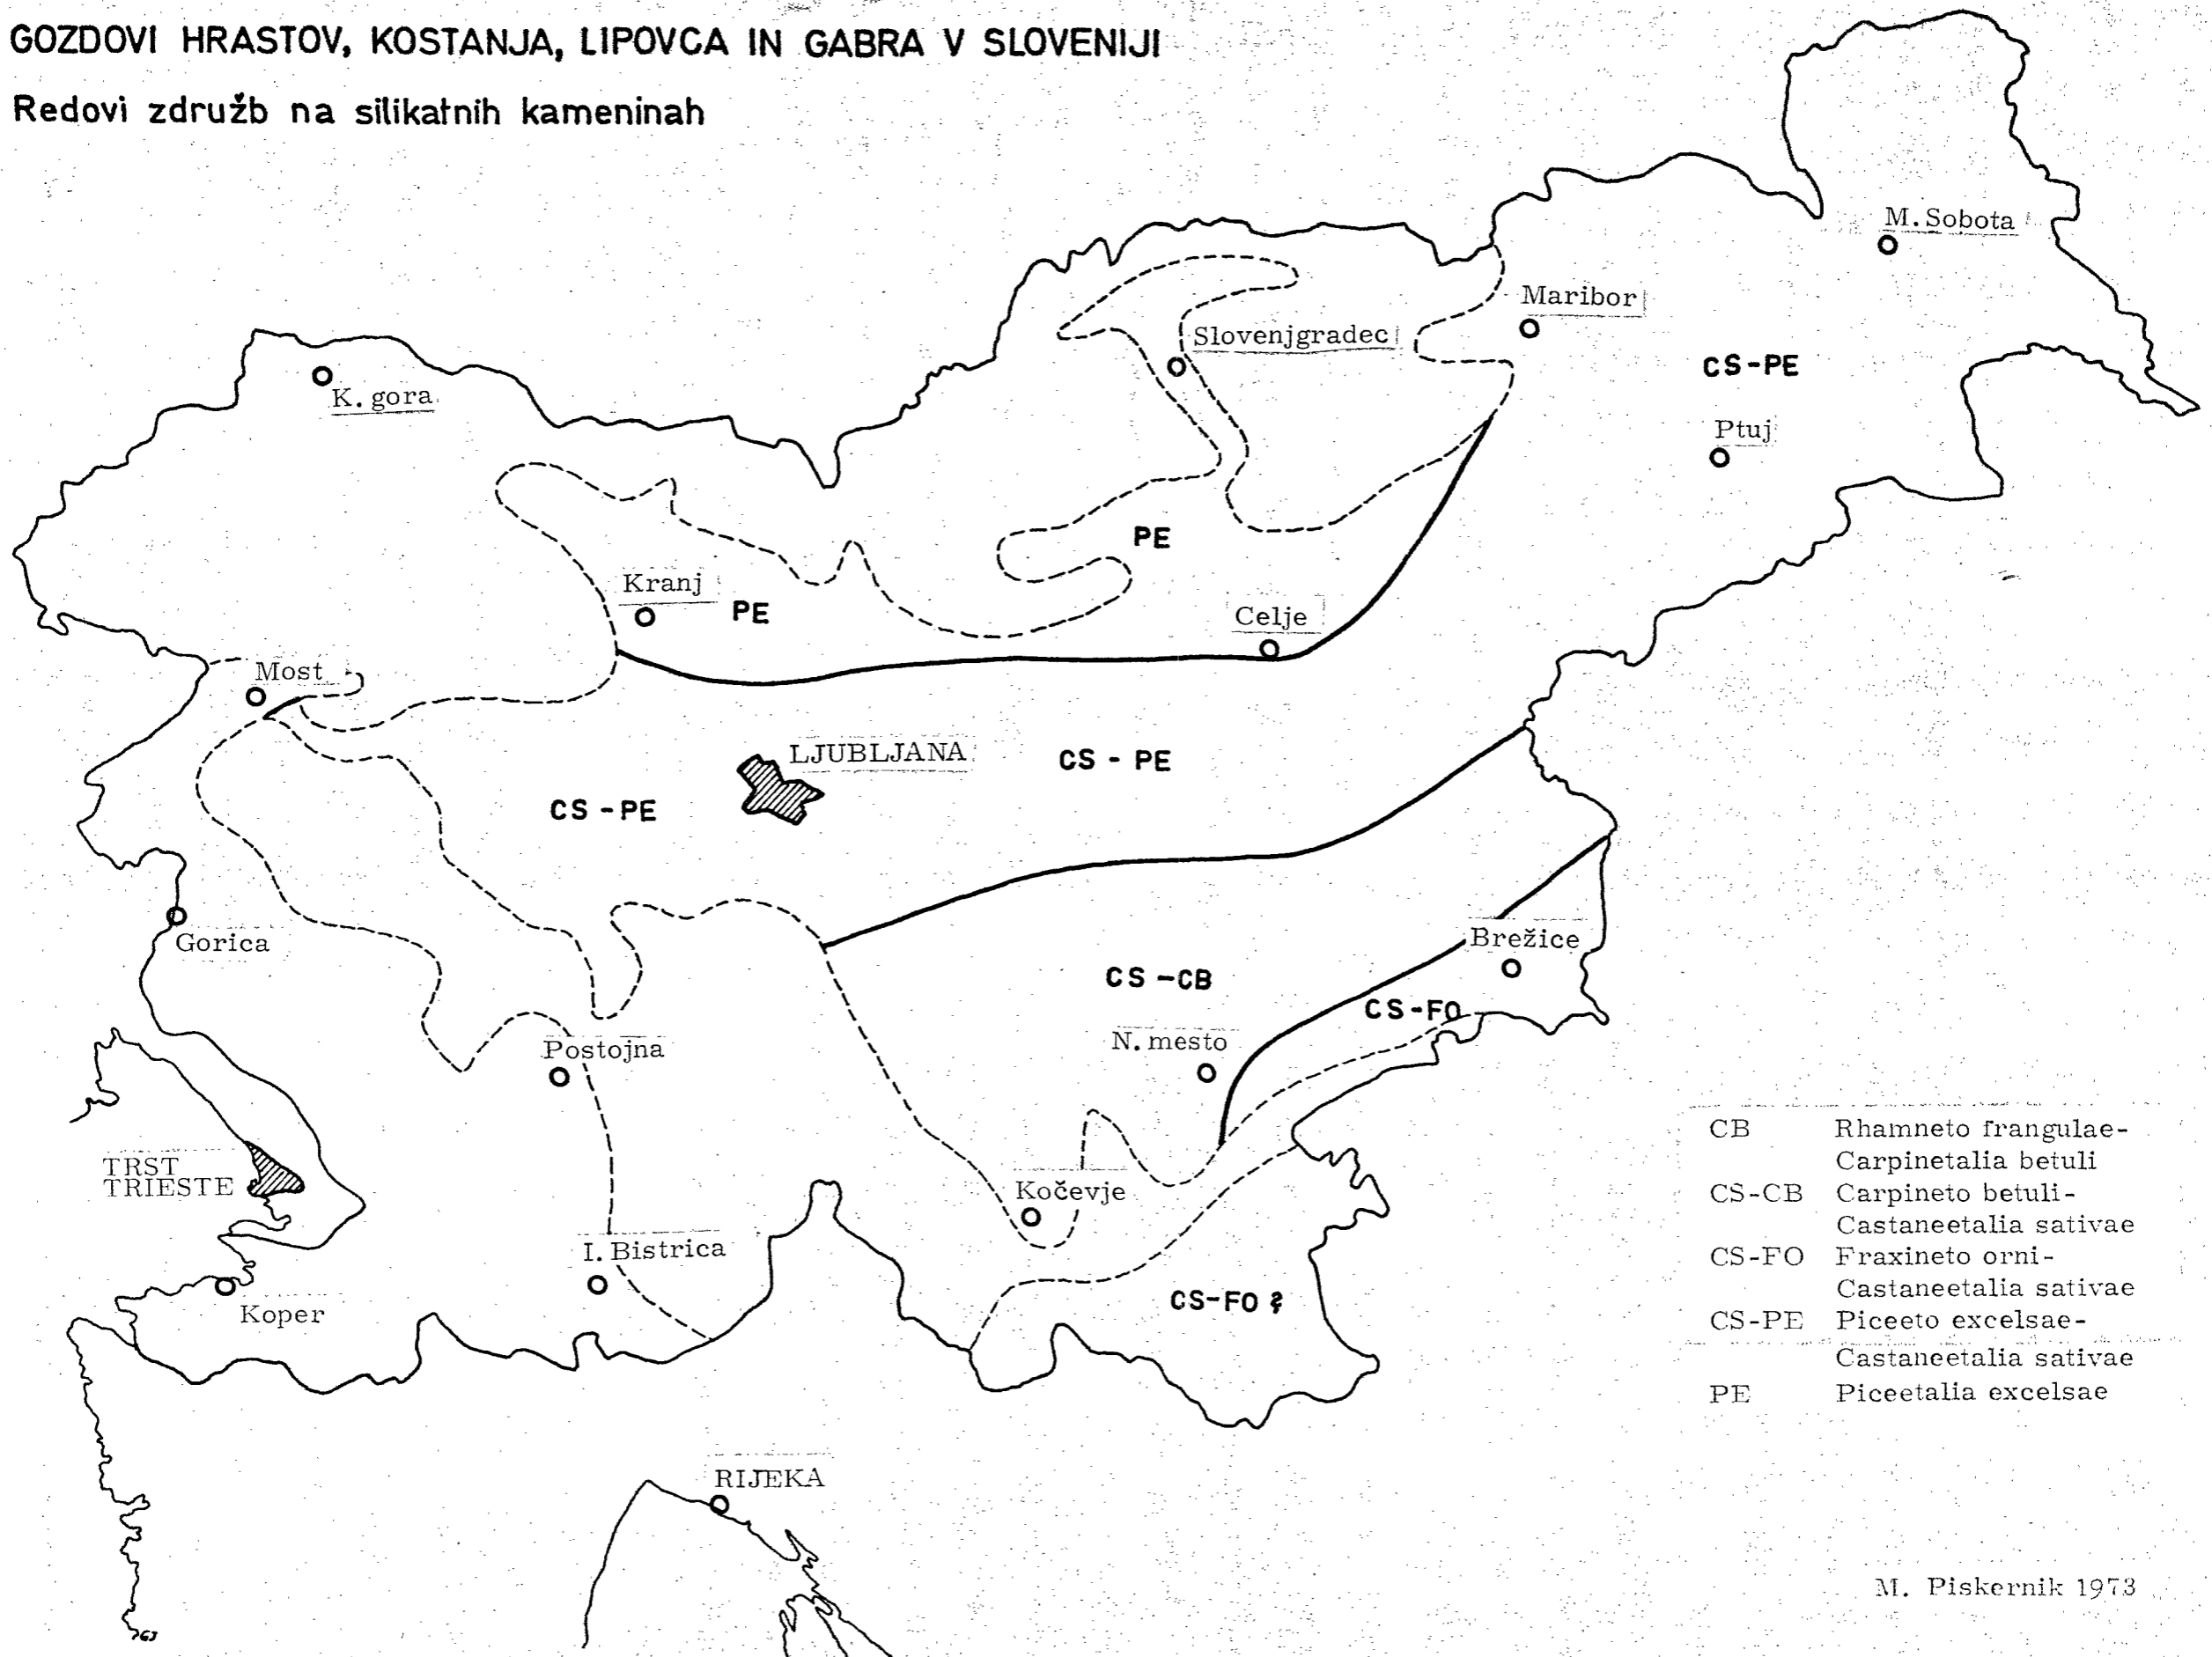 GOZDOVI HRASTOV, KOSTANJA, LIPOVCA IN GABRA V SLOVENIJI
Redovi združb na silikatnih kameninah
M. Sobota
Maribor
Slovenjgradec
K. gora
CS-PE
Ptuj
PE
Kranj
PE
Celje
Most
LJUBLJANA
CS - PE
CS - PE
Gorica
Brežice
CS - CB
CS-FO
N. mesto
Postojna
TRST
TRIESTE
Kočevje
I. Bistrica
Koper
CS-FO ?
CB Rhamneto frangulae-
Carpinetalia betuli
CS-CB Carpineto betuli-
Castaneetalia sativae
CS-FO Fraxineto orni-
Castaneetalia sativae
CS-PE Piceeto excelsae-
Castaneetalia sativae
PE Piceetalia excelsae
RIJEKA
M. Piskernik 1973